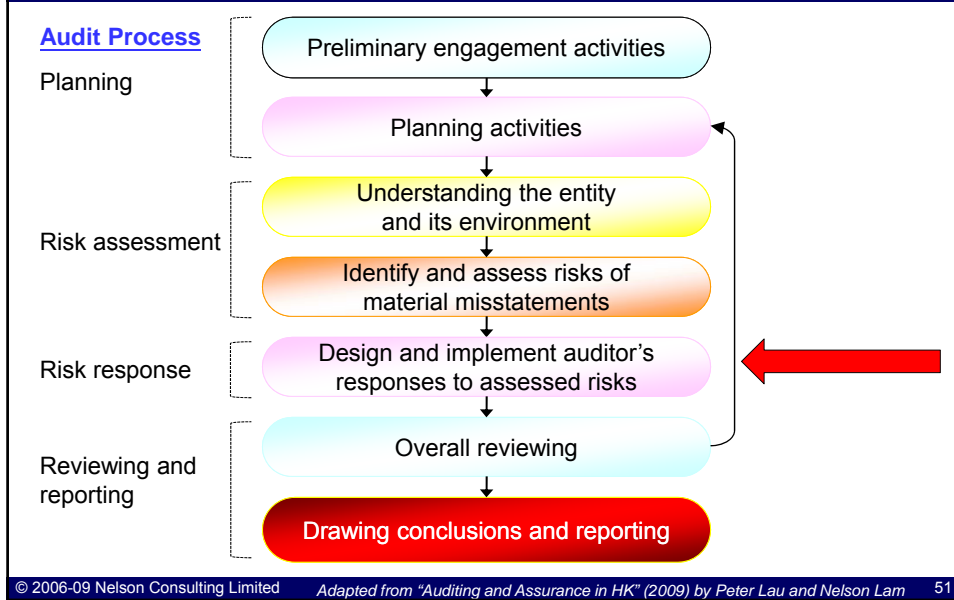 Audit Process
Planning
Preliminary engagement activities
Planning activities
Risk assessment
Understanding the entity
and its environment
Identify and assess risks of
material misstatements
Risk response
Design and implement auditor's
responses to assessed risks
Reviewing and
reporting
Overall reviewing
Drawing conclusions and reporting
© 2006-09 Nelson Consulting Limited Adapted from "Auditing and Assurance in HK" (2009) by Peter Lau and Nelson Lam 51